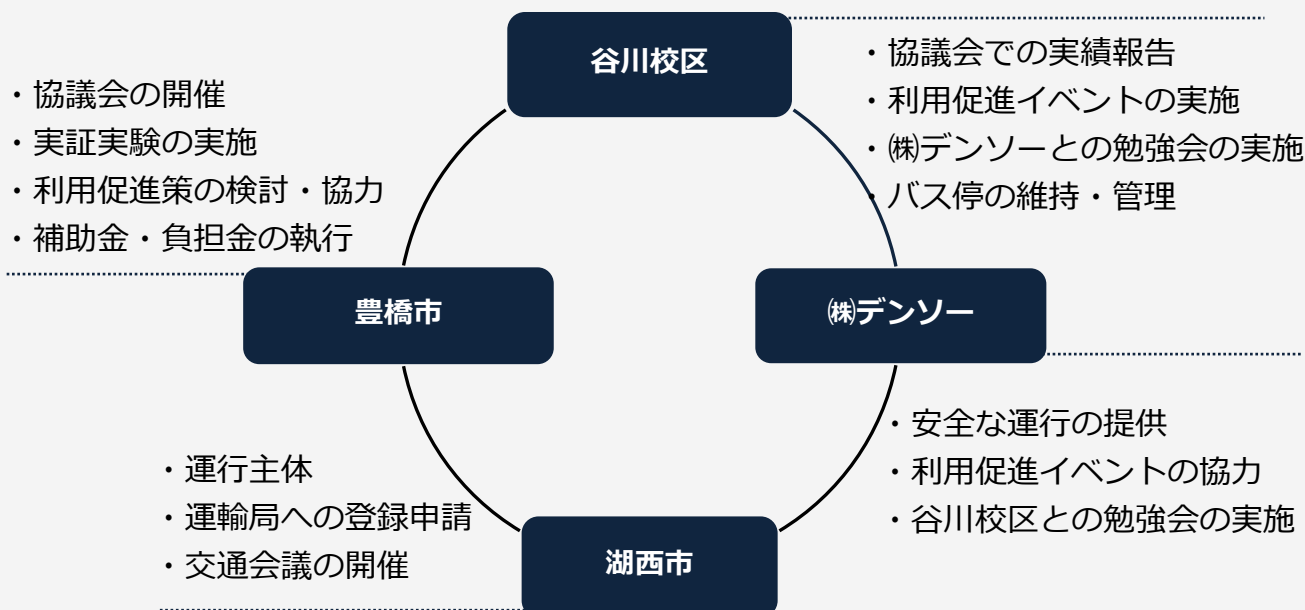 谷川校区
・協議会での実績報告
・利用促進イベントの実施
・㈱デンソーとの勉強会の実施
・バス停の維持・管理
・協議会の開催
・実証実験の実施
・利用促進策の検討・協力
・補助金・負担金の執行
豊橋市
㈱デンソー
・安全な運行の提供
・利用促進イベントの協力
・谷川校区との勉強会の実施
・運行主体
・運輸局への登録申請
・交通会議の開催
湖西市